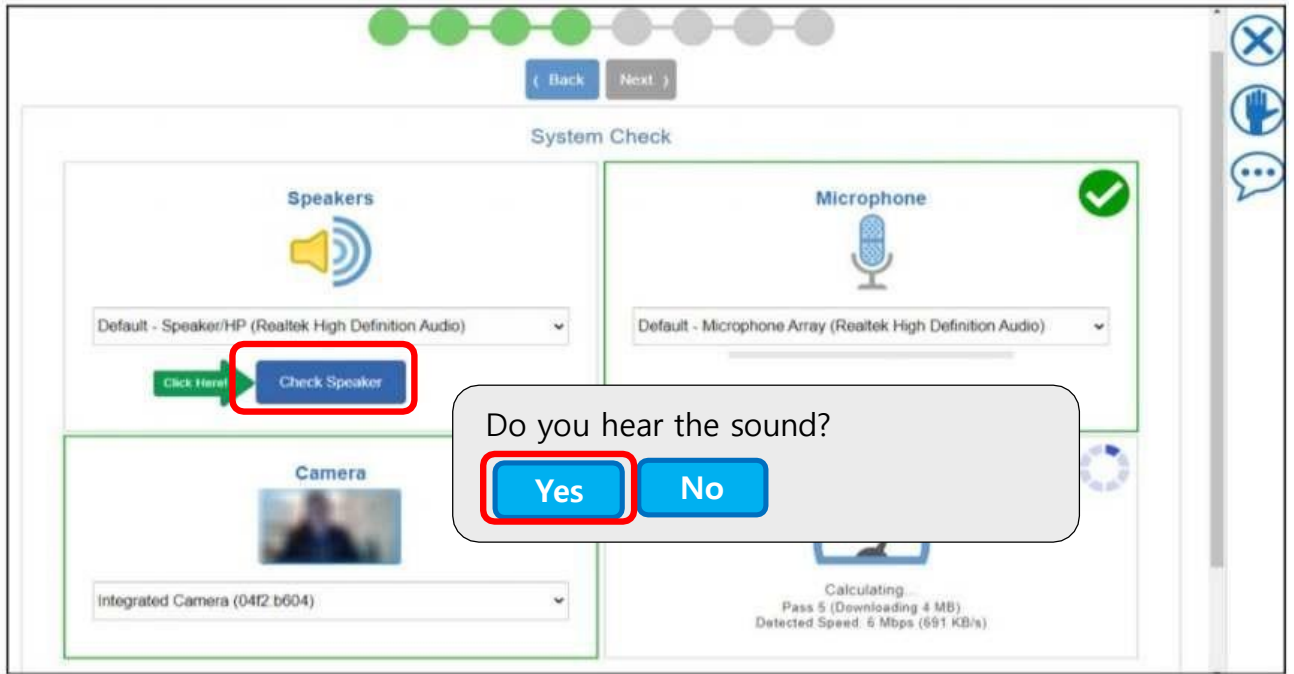 Back Next
System Check
Speakers
Default - Speaker/HP (Realtek High Definition Audio)
Click Here!
Check Speaker
Microphone
Default - Microphone Array (Realtek High Definition Audio)
Do you hear the sound?
Yes No
Camera
Integrated Camera (04f2:b604)
Calculating...
Pass 5 (Downloading 4 MB)
Detected Speed: 6 Mbps (691 KB/s)